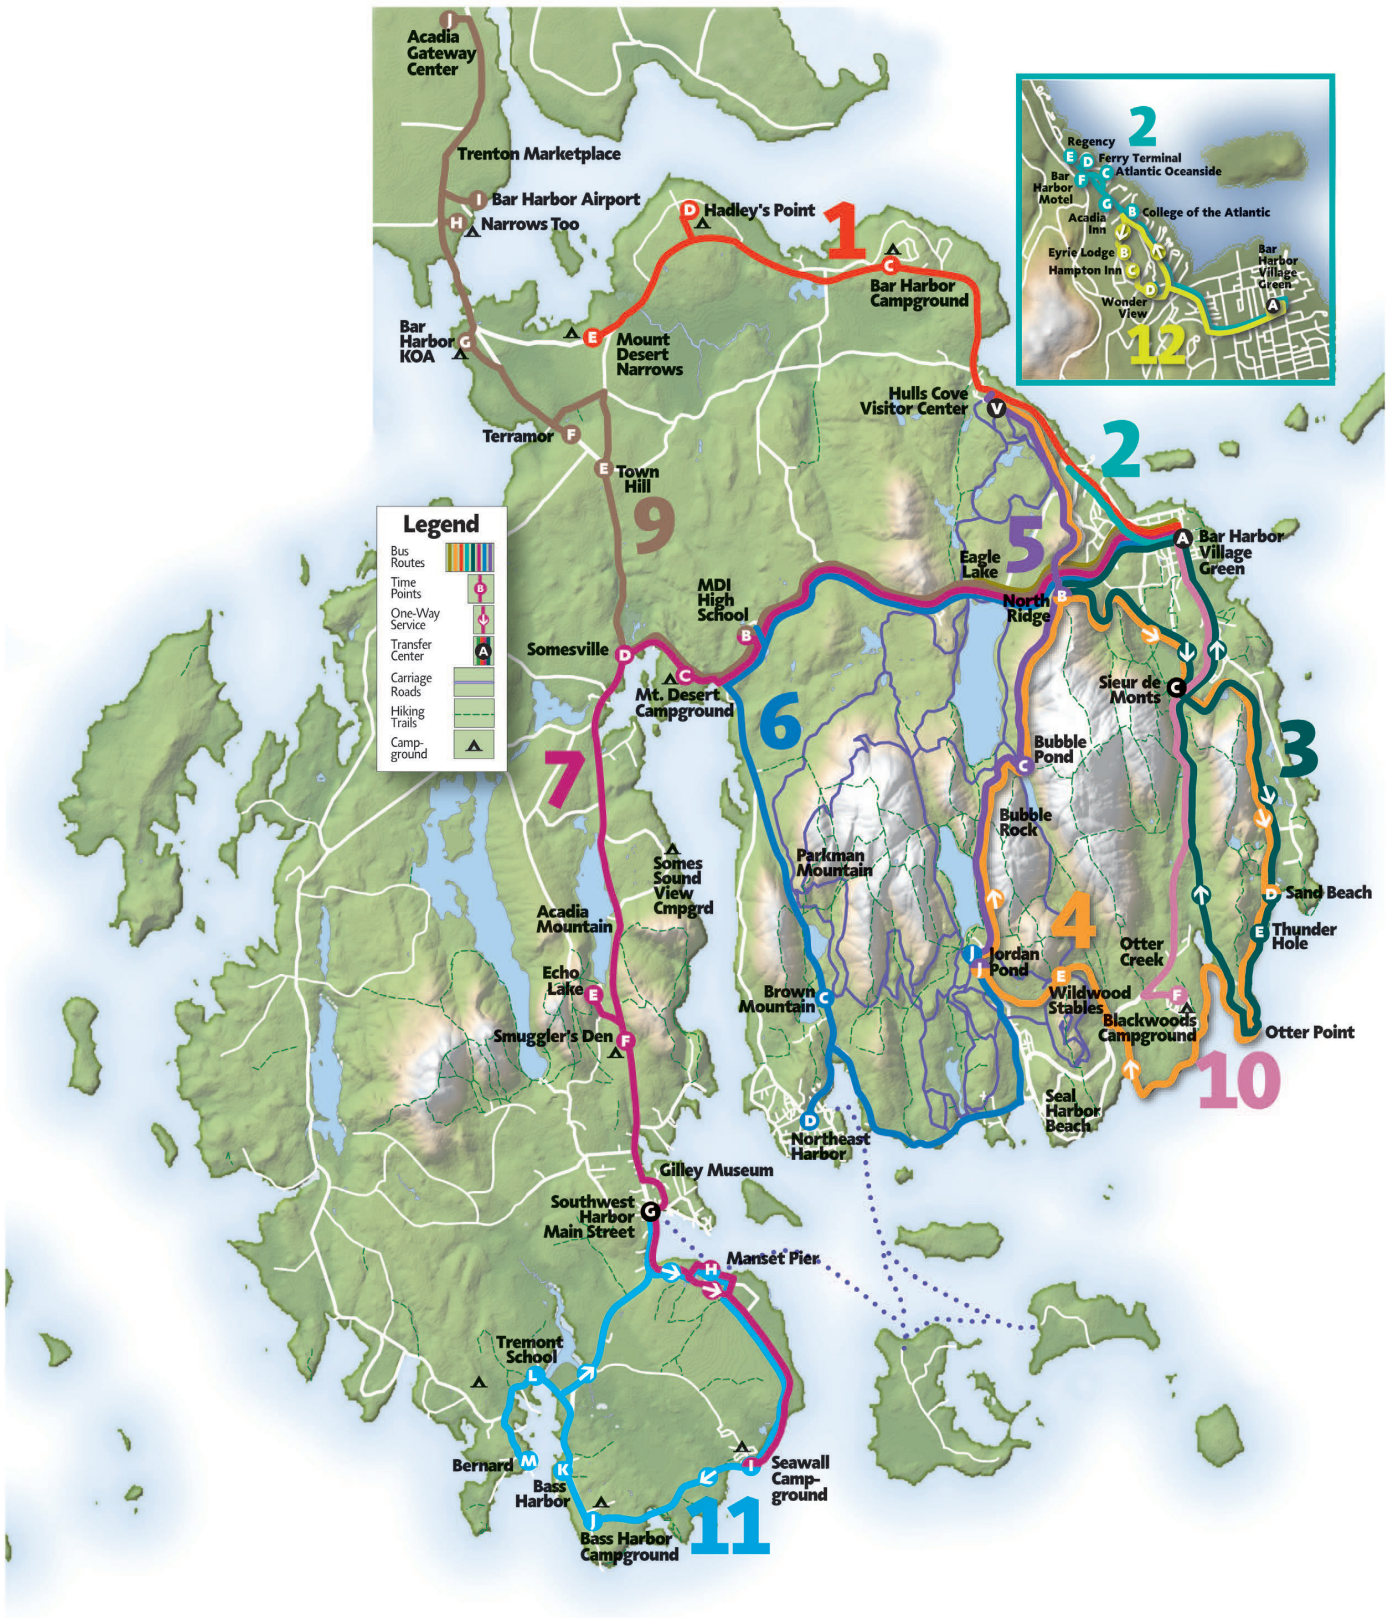 J
Acadia
Gateway
Center
Trenton Marketplace
I
Bar Harbor Airport
H
Narrows Too
D
Hadley's Point
1
C
Bar Harbor
Campground
2
Regency
E
D
Ferry Terminal
C
Atlantic Oceanside
F
Bar
Harbor
Motel
G
B
College of the Atlantic
Acadia
Inn
Eyrie Lodge
B
Hampton Inn
C
D
Wonder
View
Bar
Harbor
Village
Green
A
12
Bar
Harbor
KOA
G
E
Mount
Desert
Narrows
Hulls Cove
Visitor Center
V
Terramor
F
E
Town
Hill
2
9
5
Legend
Bus
Routes
Time
Points
B
One-Way
Service
Transfer
Center
A
Carriage
Roads
Hiking
Trails
Camp-
ground
Eagle
Lake
A
Bar Harbor
Village
Green
MDI
High
School
B
North
Ridge
B
Somesville
D
C
Mt. Desert
Campground
Sieur de
Monts
C
6
3
7
Bubble
Pond
C
Bubble
Rock
Parkman
Mountain
Somes
Sound
View
Cmpgrd
Acadia
Mountain
D
Sand Beach
E
Thunder
Hole
4
Otter
Creek
J
J
Jordan
Pond
Echo
Lake
E
E
Wildwood
Stables
F
Blackwoods
Campground
Brown
Mountain
C
Smuggler's Den
F
Otter Point
10
Seal
Harbor
Beach
D
Northeast
Harbor
Gilley Museum
Southwest
Harbor
Main Street
G
Manset Pier
H
Tremont
School
L
Bernard
M
K
Bass
Harbor
I
Seawall
Camp-
ground
J
Bass Harbor
Campground
11